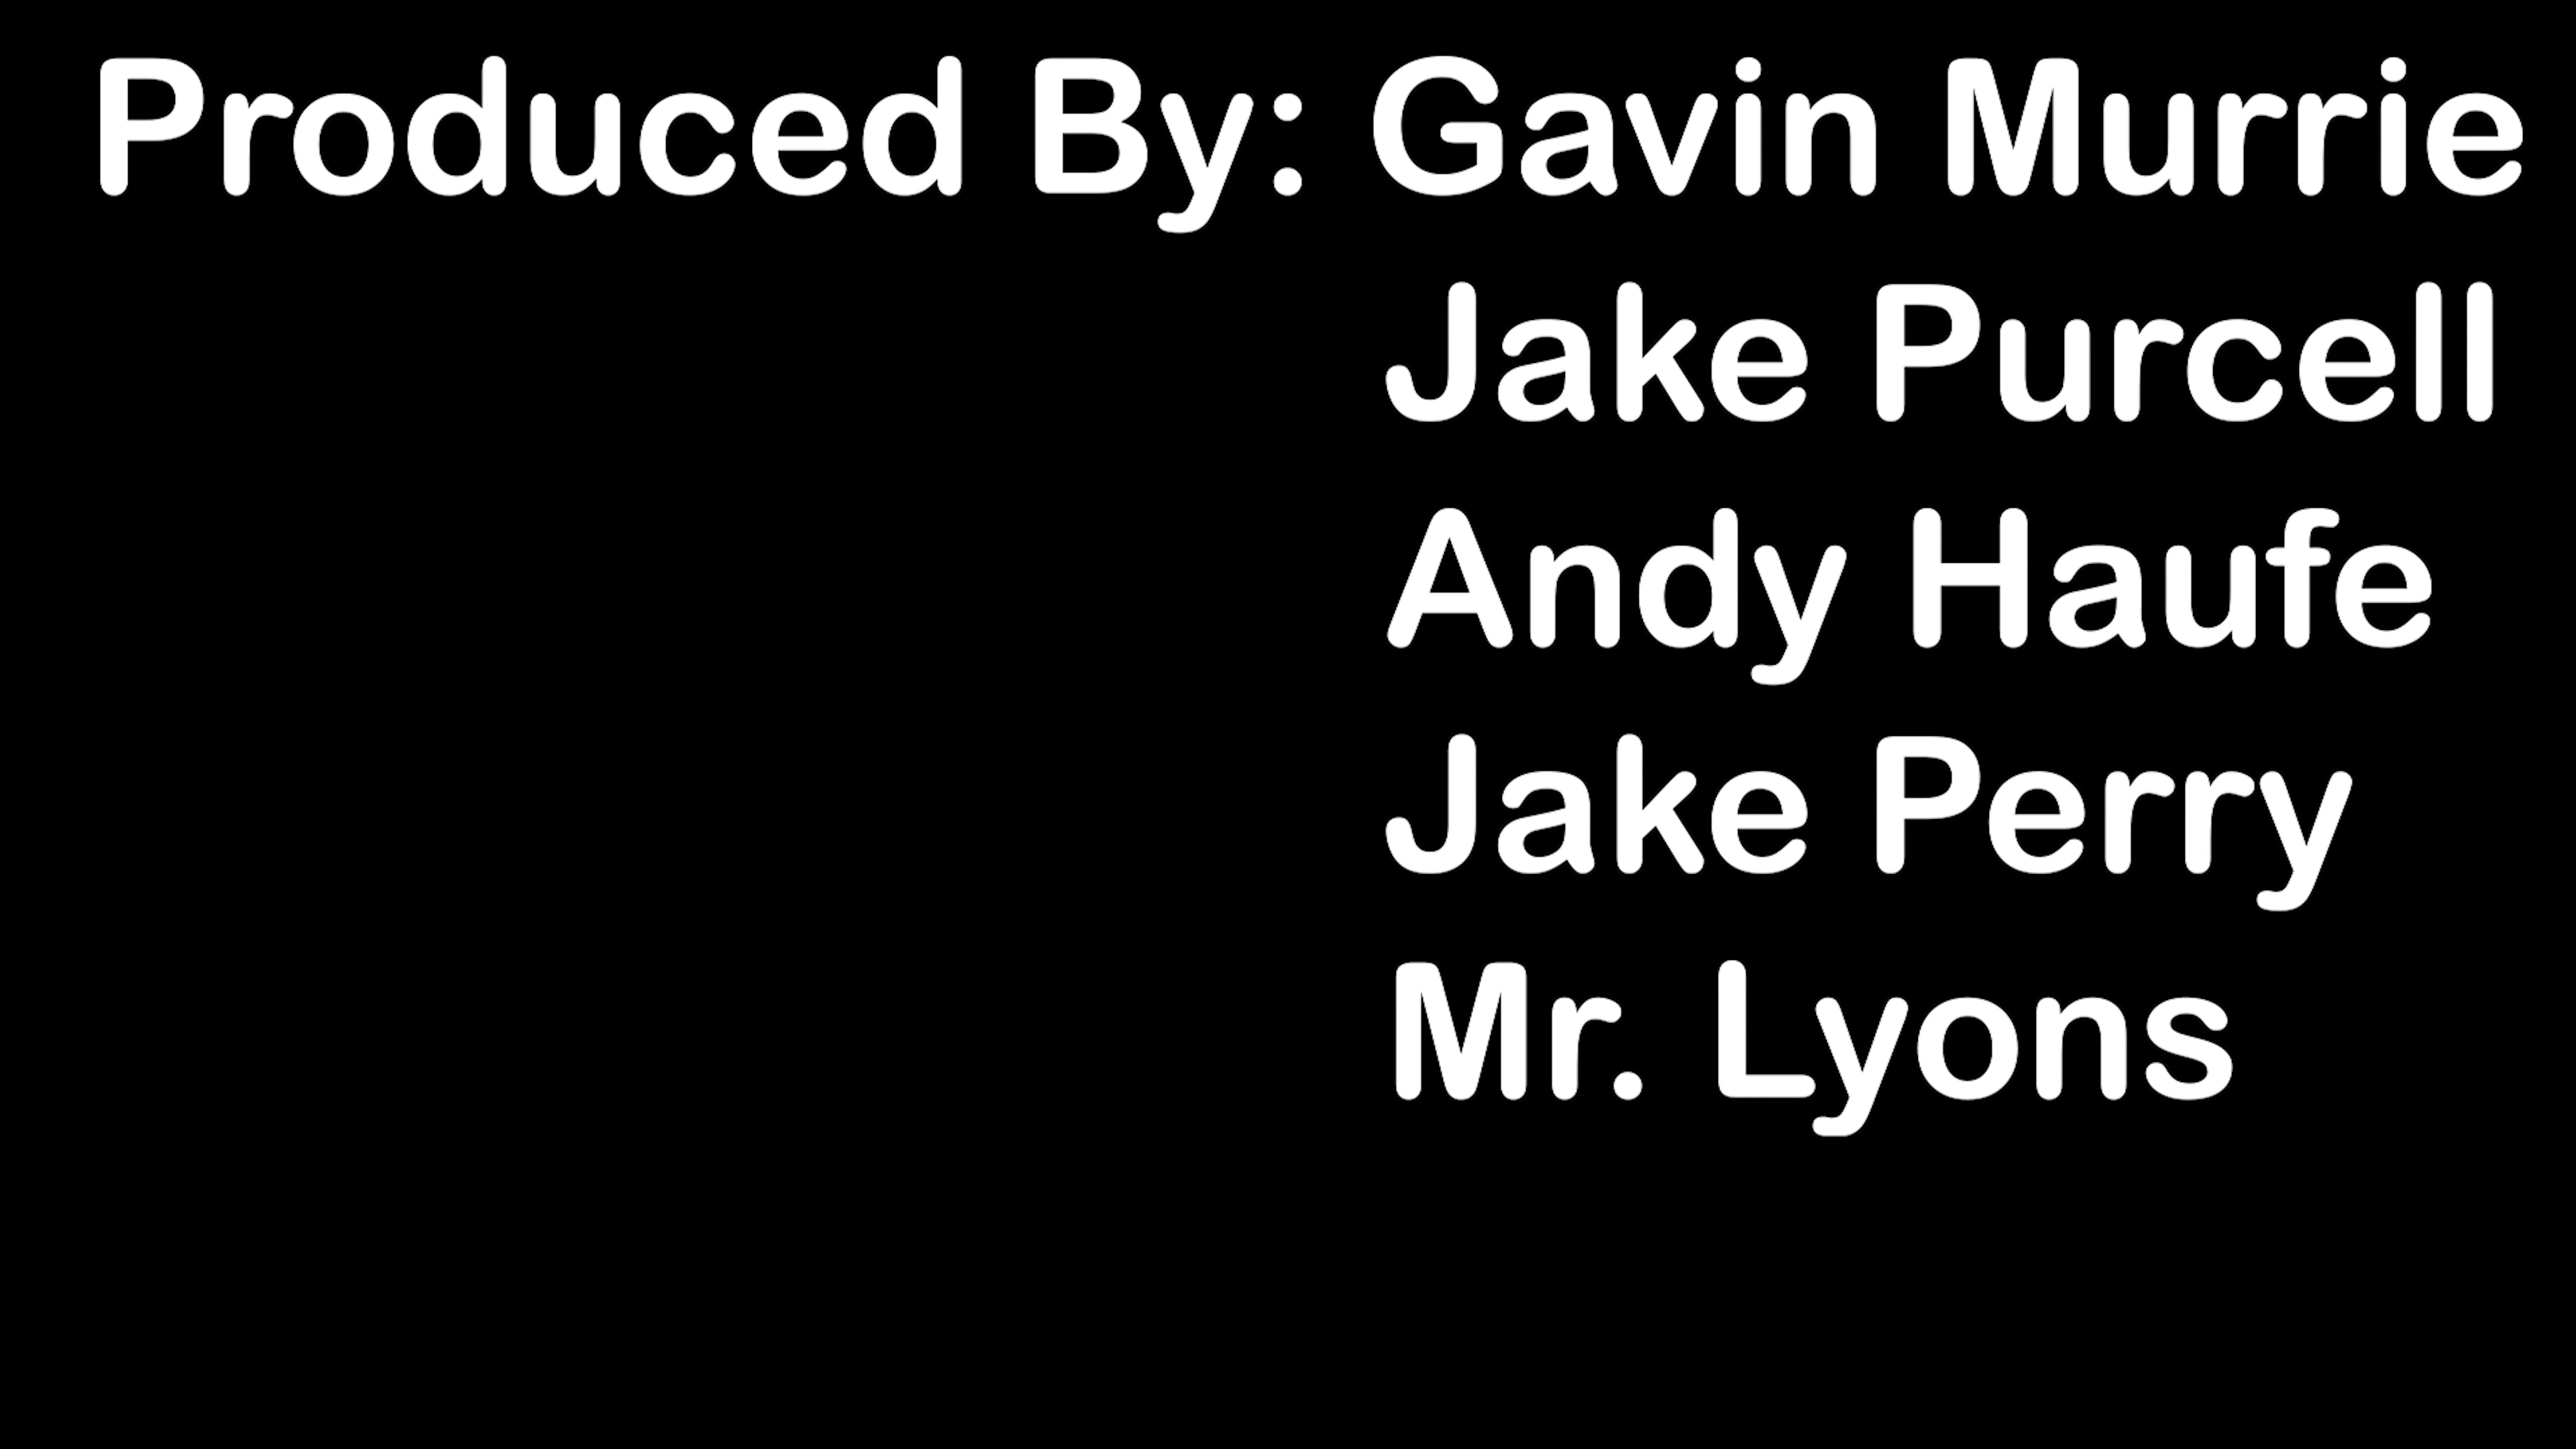 Produced By: Gavin Murrie
Jake Purcell
Andy Haufe
Jake Perry
Mr. Lyons